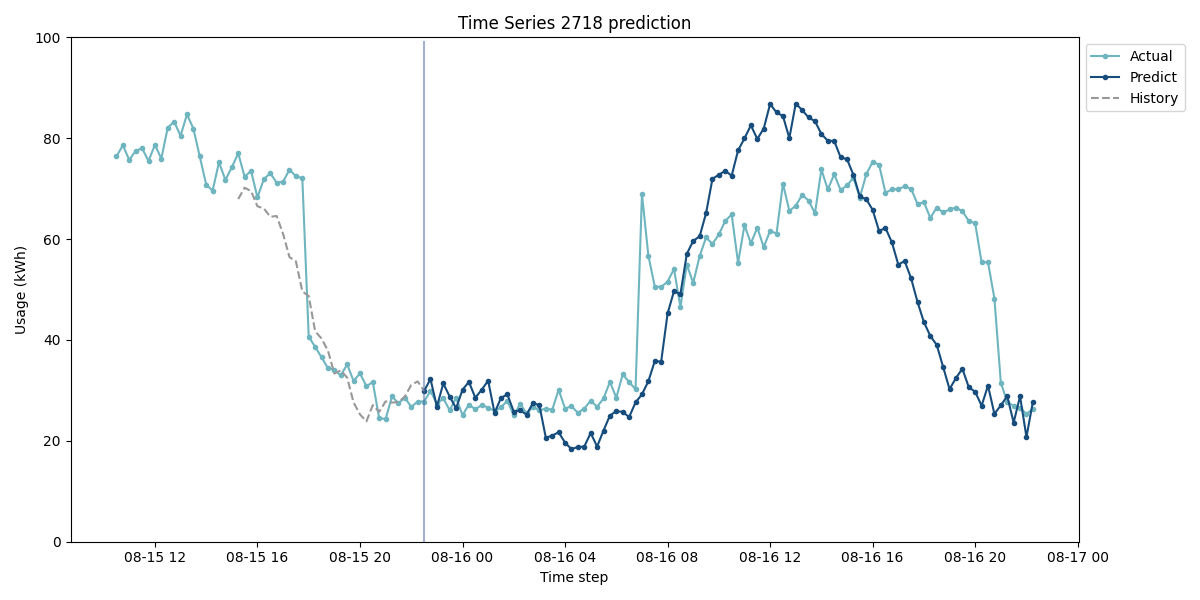 Time Series 2718 prediction
100
80
60
40
20
0
Usage (kWh)
08-15 12
08-15 16
08-15 20
08-16 00
08-16 04
08-16 08
08-16 12
08-16 16
08-16 20
08-17 00
Time step
Actual
Predict
History